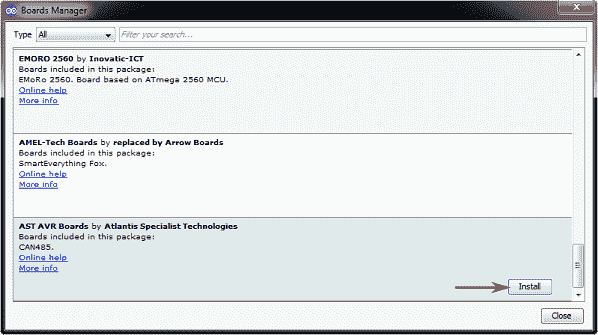 Boards Manager
Type All Filter your search...
EMORO 2560 by Inovatic-ICT
Boards included in this package:
EMoRo 2560. Board based on ATmega 2560 MCU.
Online help
More info
AMEL-Tech Boards by replaced by Arrow Boards
Boards included in this package:
SmartEverything Fox.
Online help
More info
AST AVR Boards by Atlantis Specialist Technologies
Boards included in this package:
CAN485.
Online help
More info
Install
Close